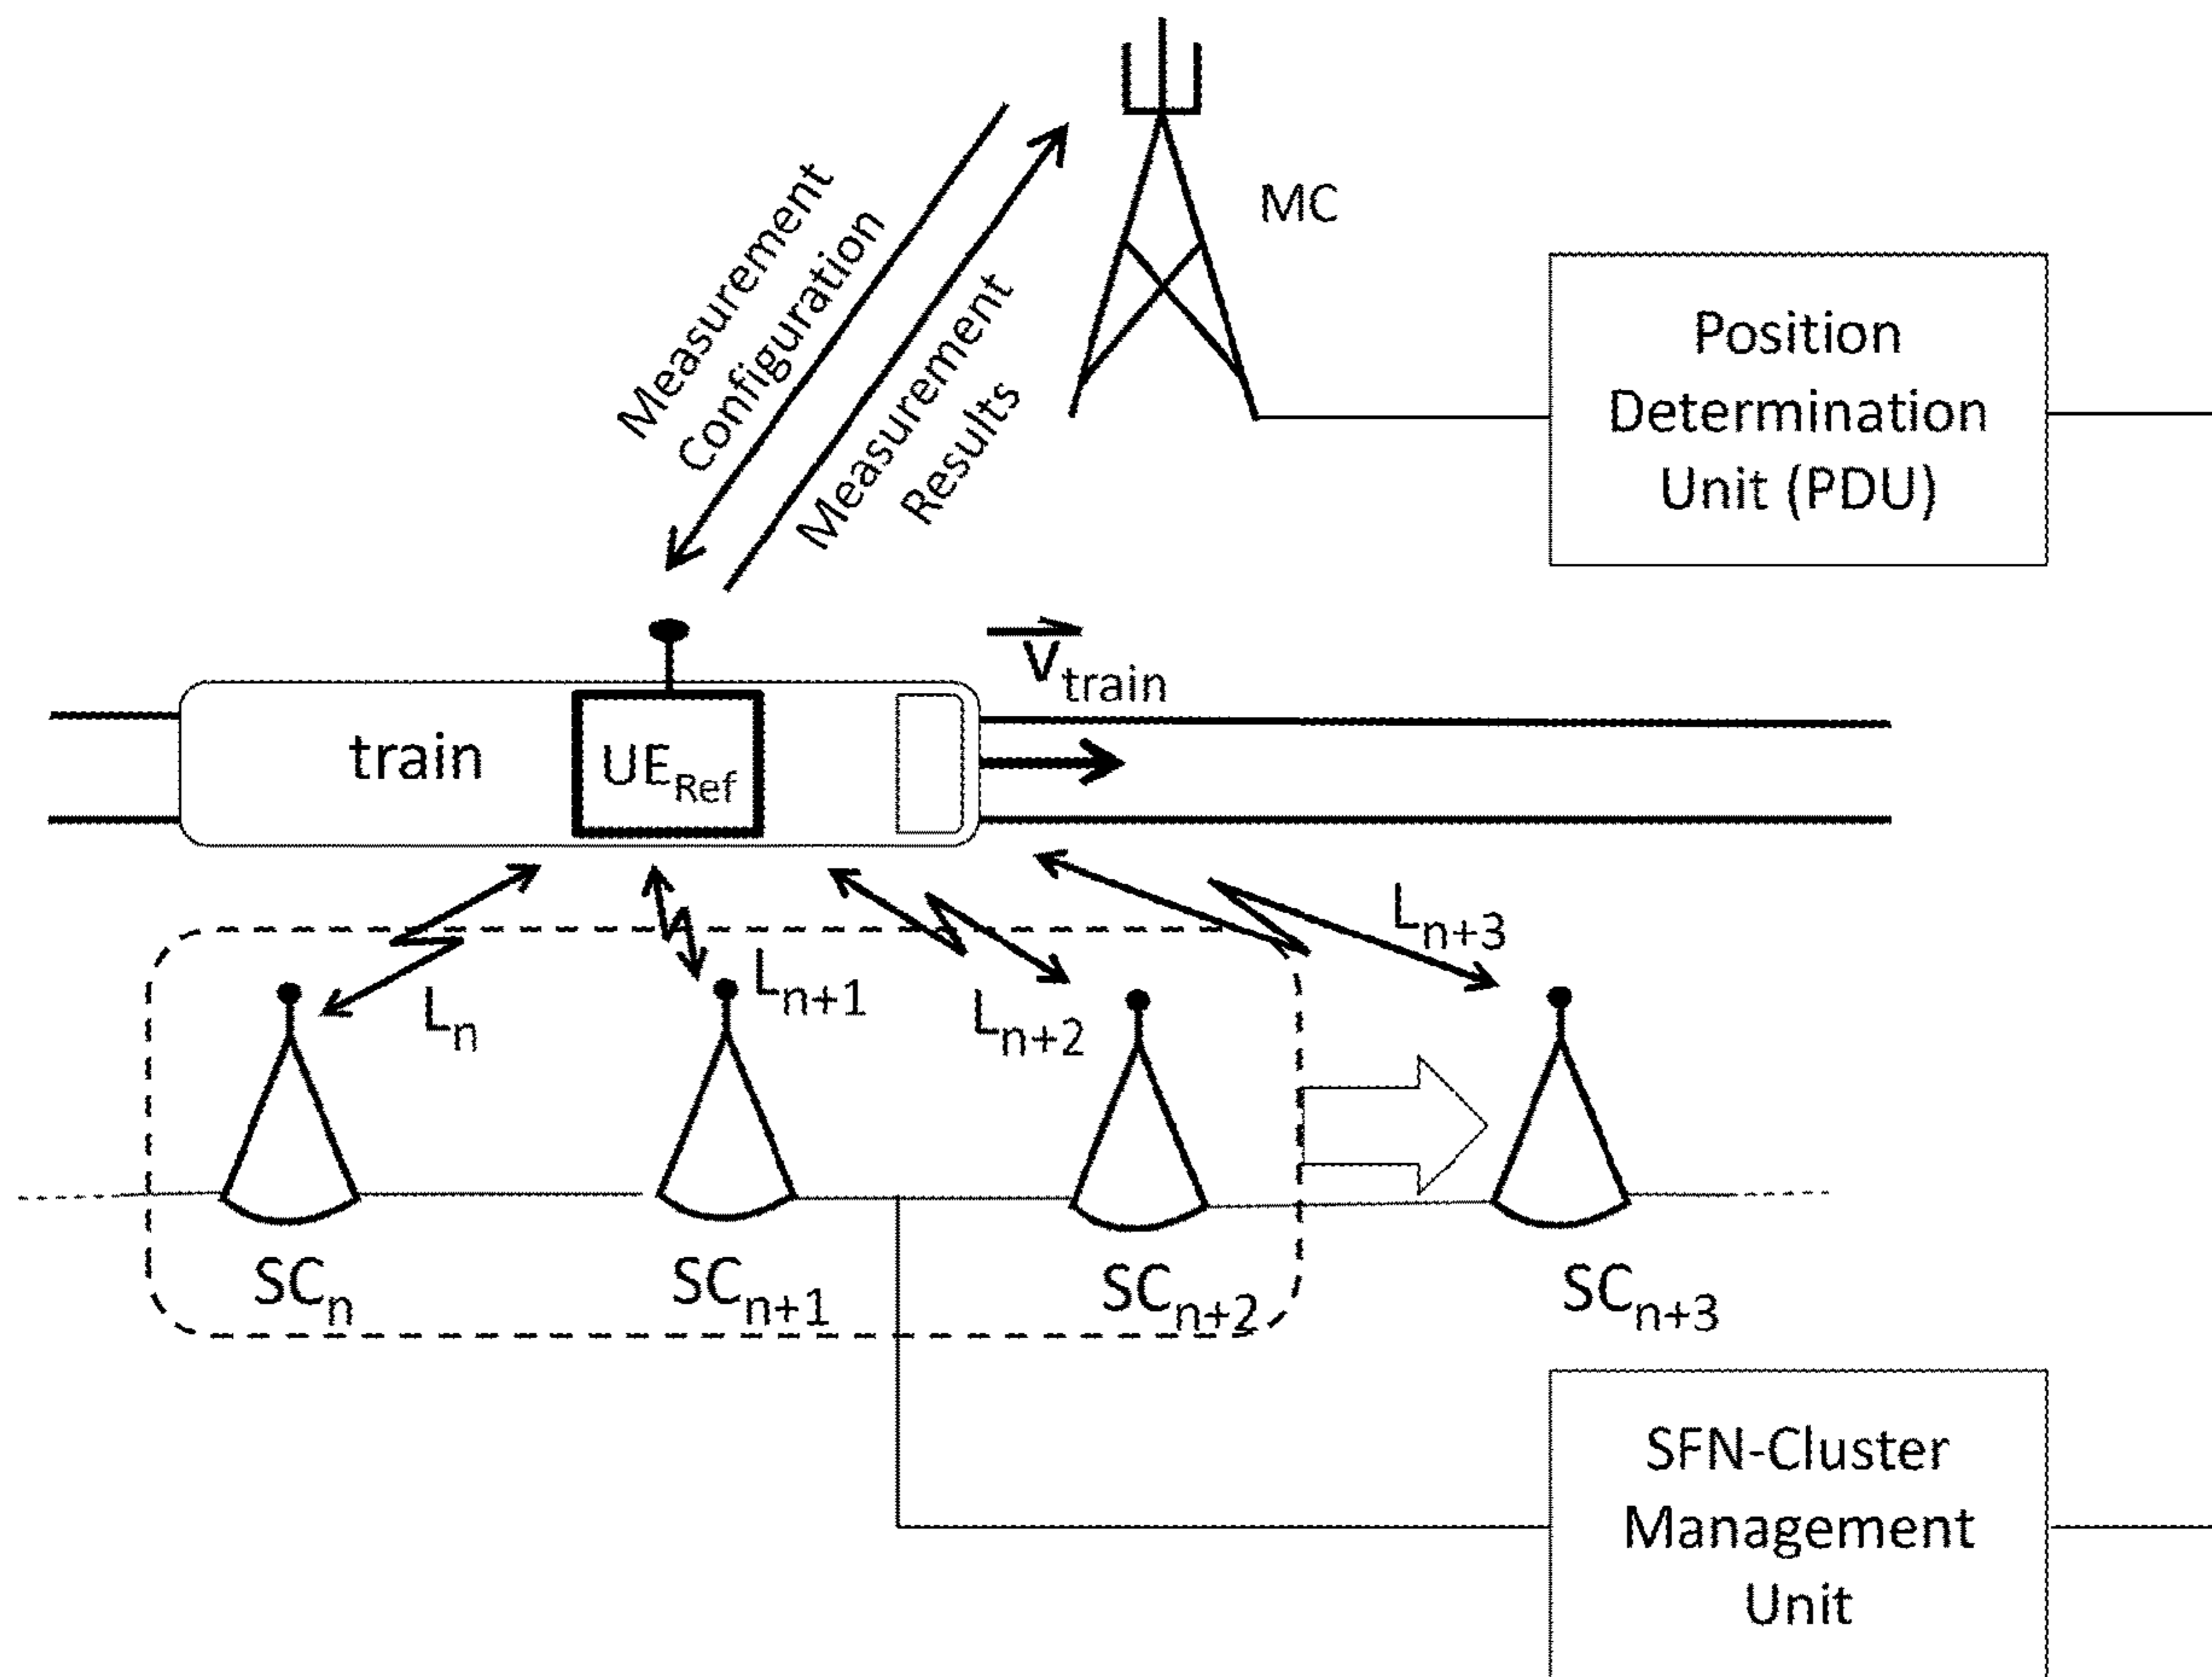 MC
Measurement
Configuration
Measurement
Results
Position
Determination
Unit (PDU)
V_train
train
UE_Ref
L_n
L_n+1
L_n+2
L_n+3
SC_n
SC_n+1
SC_n+2
SC_n+3
SFN-Cluster
Management
Unit